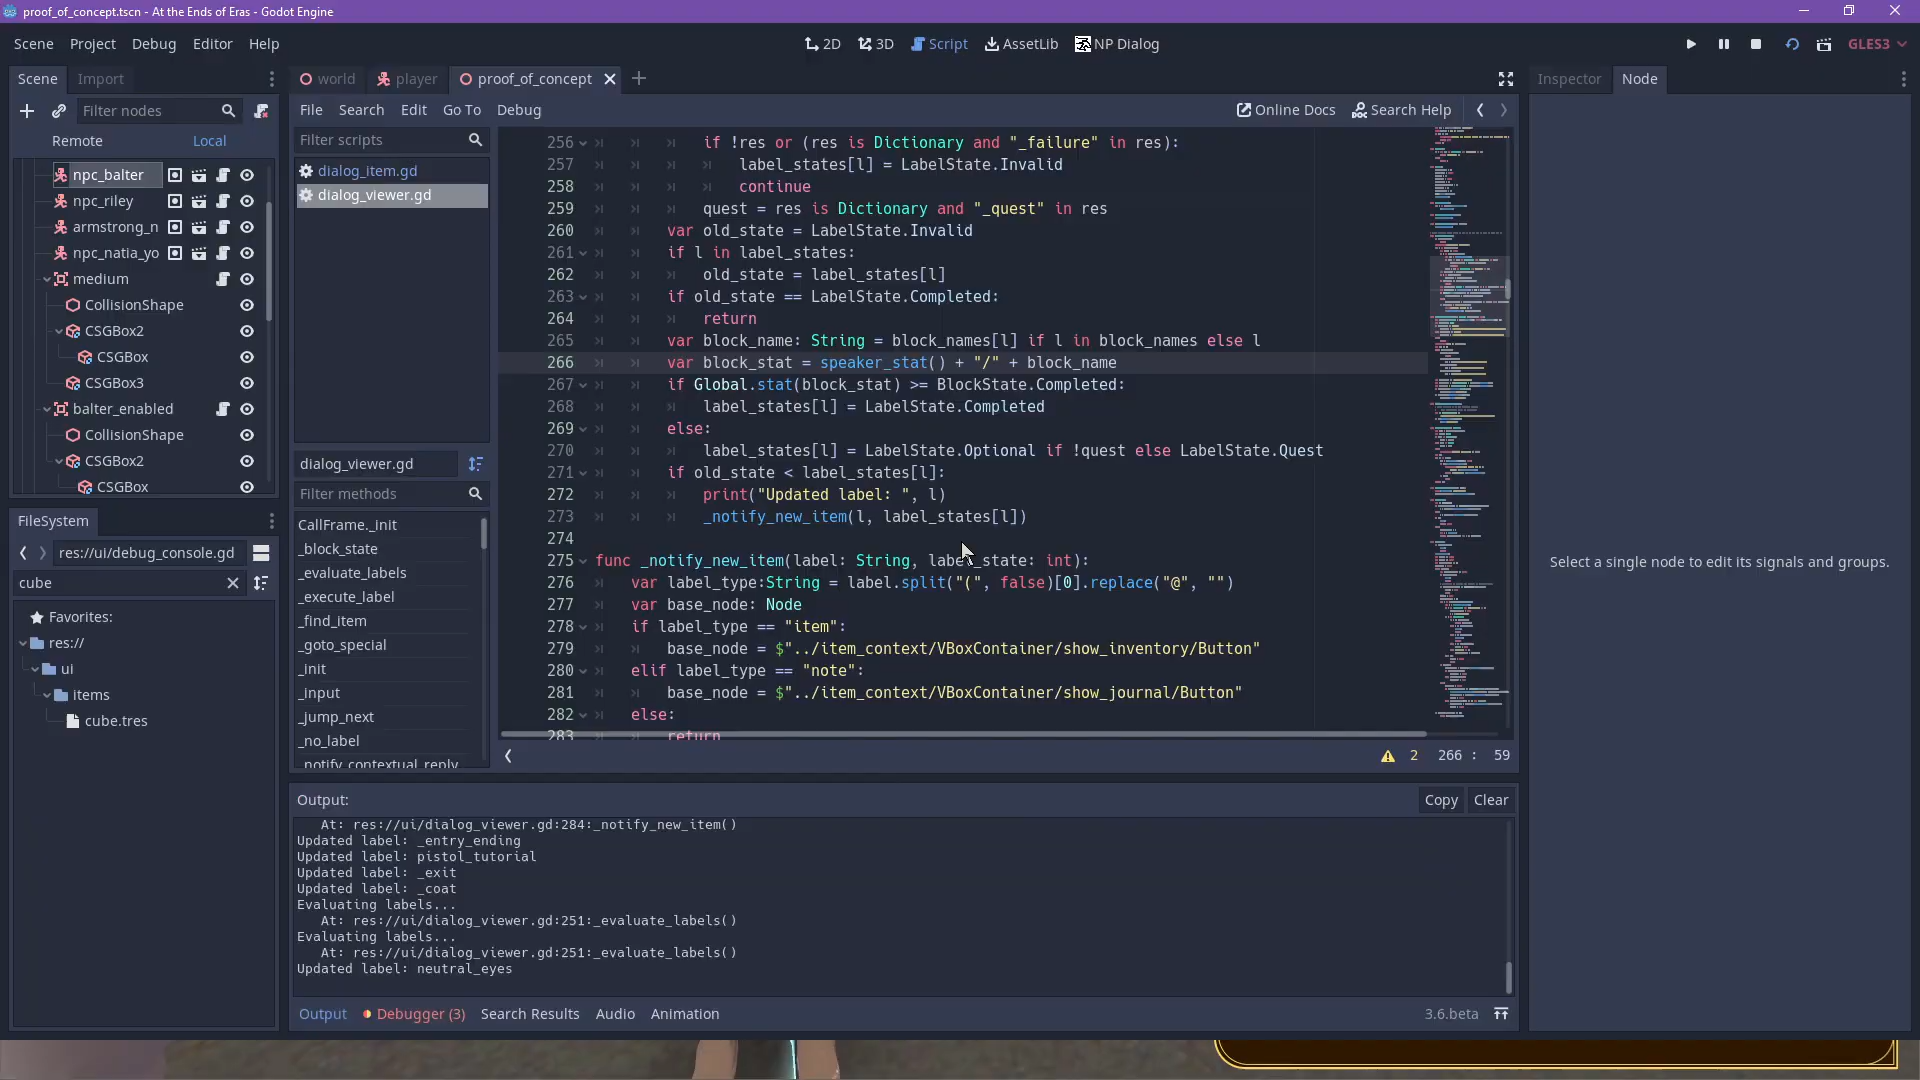 proof_of_concept.tscn - At the Ends of Eras - Godot Engine
Scene Project Debug Editor Help
2D 3D Script AssetLib NP Dialog
GLES3
Scene Import
Filter nodes
Remote Local
npc_balter
npc_riley
armstrong_n
npc_natia_yo
medium
CollisionShape
CSGBox2
CSGBox
CSGBox3
balter_enabled
CollisionShape
CSGBox2
CSGBox
FileSystem
res://ui/debug_console.gd
cube
Favorites:
res://
ui
items
cube.tres
world player proof_of_concept
File Search Edit Go To Debug
Online Docs Search Help
Filter scripts
dialog_item.gd
dialog_viewer.gd
dialog_viewer.gd
Filter methods
CallFrame._init
_block_state
_evaluate_labels
_execute_label
_find_item
_goto_special
_init
_input
_jump_next
_no_label
_notify_contextual_reply
256 if !res or (res is Dictionary and "_failure" in res):
257 label_states[l] = LabelState.Invalid
258 continue
259 quest = res is Dictionary and "_quest" in res
260 var old_state = LabelState.Invalid
261 if l in label_states:
262 old_state = label_states[l]
263 if old_state == LabelState.Completed:
264 return
265 var block_name: String = block_names[l] if l in block_names else l
266 var block_stat = speaker_stat() + "/" + block_name
267 if Global.stat(block_stat) >= BlockState.Completed:
268 label_states[l] = LabelState.Completed
269 else:
270 label_states[l] = LabelState.Optional if !quest else LabelState.Quest
271 if old_state < label_states[l]:
272 print("Updated label: ", l)
273 _notify_new_item(l, label_states[l])
274
275 func _notify_new_item(label: String, label_state: int):
276 var label_type:String = label.split("(", false)[0].replace("@", "")
277 var base_node: Node
278 if label_type == "item":
279 base_node = $"../item_context/VBoxContainer/show_inventory/Button"
280 elif label_type == "note":
281 base_node = $"../item_context/VBoxContainer/show_journal/Button"
282 else:
283 return
2 266 : 59
Output:
Copy Clear
At: res://ui/dialog_viewer.gd:284:_notify_new_item()
Updated label: _entry_ending
Updated label: pistol_tutorial
Updated label: _exit
Updated label: _coat
Evaluating labels...
At: res://ui/dialog_viewer.gd:251:_evaluate_labels()
Evaluating labels...
At: res://ui/dialog_viewer.gd:251:_evaluate_labels()
Updated label: neutral_eyes
Output Debugger (3) Search Results Audio Animation
3.6.beta
Inspector Node
Select a single node to edit its signals and groups.